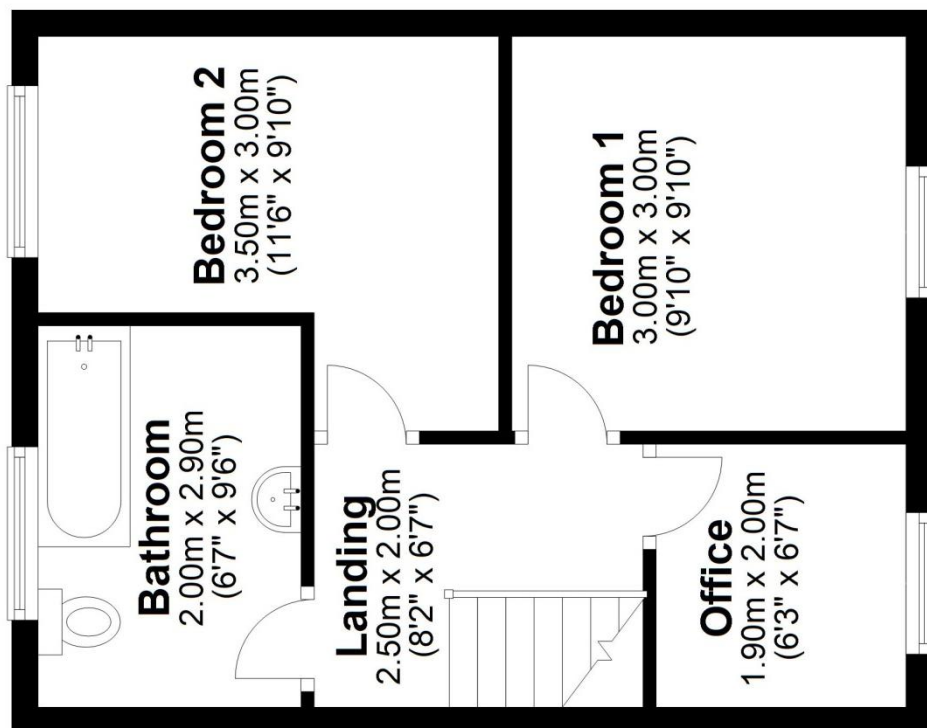 Bedroom 2
3.50m x 3.00m
(11'6" x 9'10")
Bedroom 1
3.00m x 3.00m
(9'10" x 9'10")
Bathroom
2.00m x 2.90m
(6'7" x 9'6")
Landing
2.50m x 2.00m
(8'2" x 6'7")
Office
1.90m x 2.00m
(6'3" x 6'7")